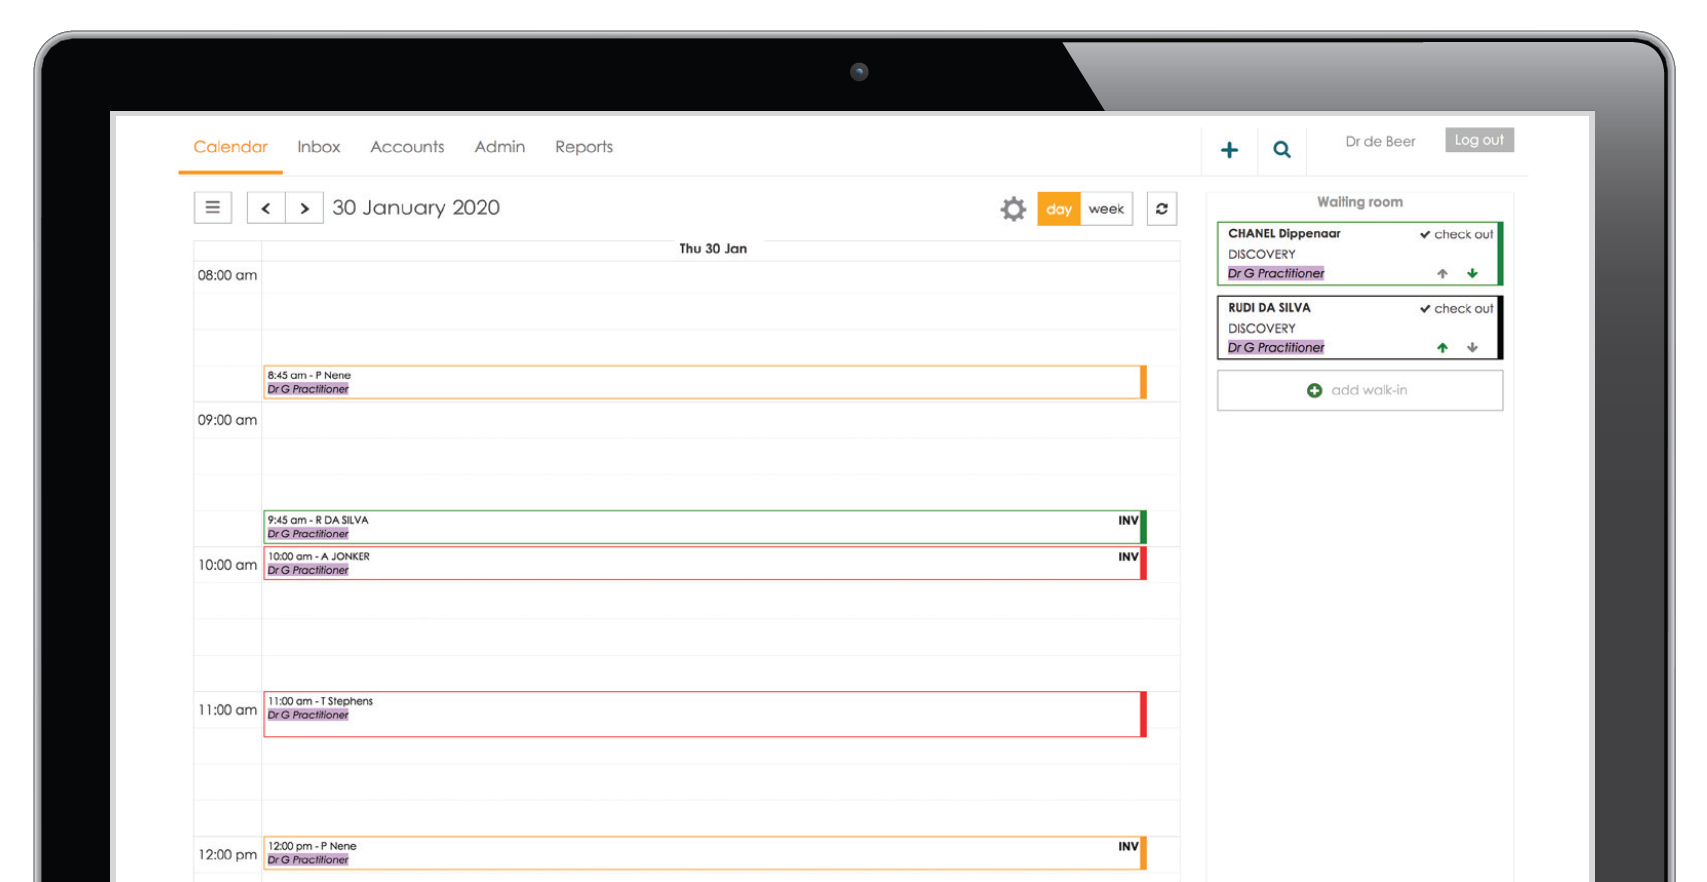 Calendar Inbox Accounts Admin Reports
Dr de Beer Log out
30 January 2020
day week
Thu 30 Jan
08:00 am
8:45 am - P Nene
Dr G Practitioner
09:00 am
9:45 am - R DA SILVA INV
Dr G Practitioner
10:00 am
10:00 am - A JONKER INV
Dr G Practitioner
11:00 am
11:00 am - T Stephens
Dr G Practitioner
12:00 pm
12:00 pm - P Nene INV
Dr G Practitioner
Waiting room
CHANEL Dippenaar check out
DISCOVERY
Dr G Practitioner
RUDI DA SILVA check out
DISCOVERY
Dr G Practitioner
add walk-in